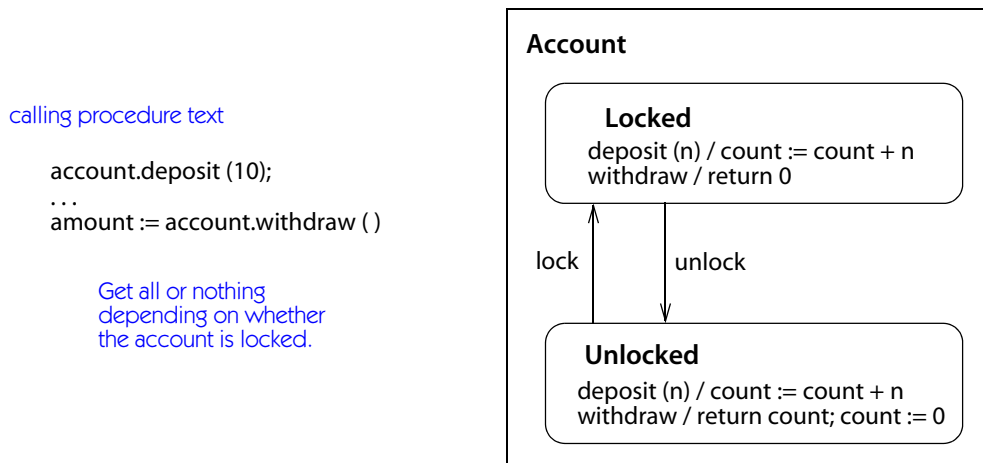 calling procedure text
account.deposit (10);
. . .
amount := account.withdraw ( )
Get all or nothing
depending on whether
the account is locked.
Account
Locked
deposit (n) / count := count + n
withdraw / return 0
lock
unlock
Unlocked
deposit (n) / count := count + n
withdraw / return count; count := 0